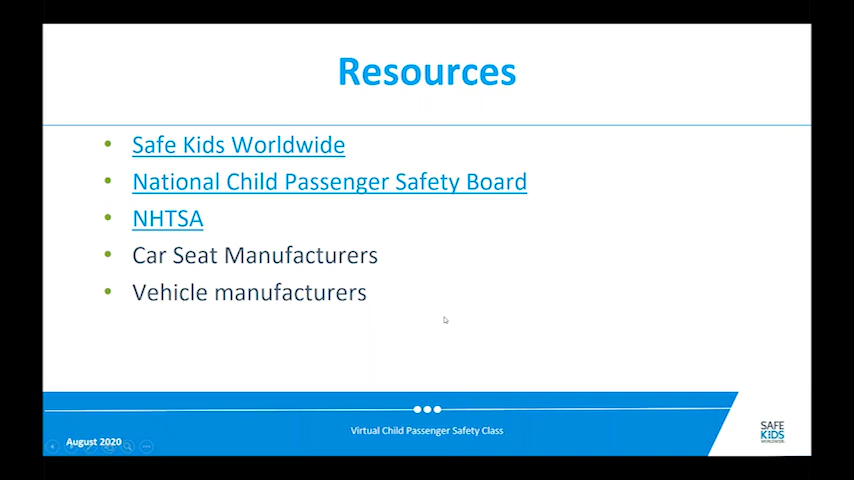 Resources
• Safe Kids Worldwide
• National Child Passenger Safety Board
• NHTSA
• Car Seat Manufacturers
• Vehicle manufacturers
Virtual Child Passenger Safety Class
August 2020
SAFE
KIDS
WORLDWIDE